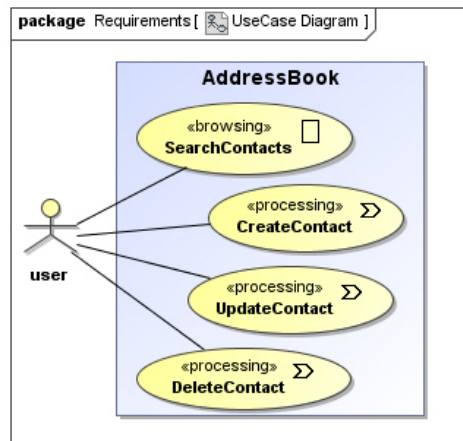 package Requirements [ UseCase Diagram ]
AddressBook
«browsing»
SearchContacts
«processing»
CreateContact
user
«processing»
UpdateContact
«processing»
DeleteContact